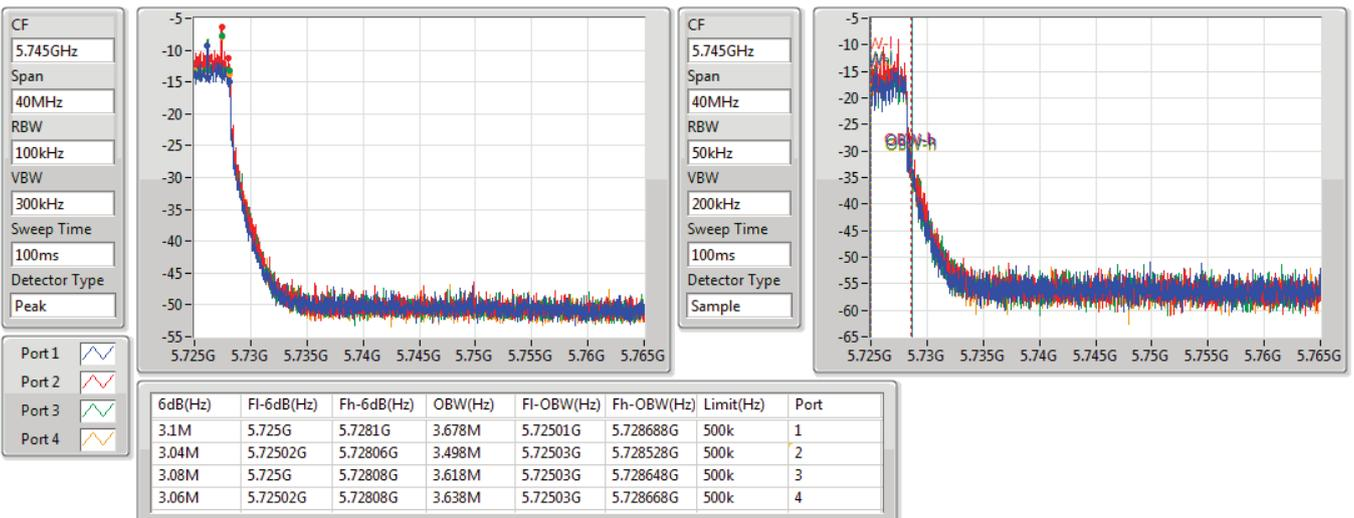 CF
5.745GHz
Span
40MHz
RBW
100kHz
VBW
300kHz
Sweep Time
100ms
Detector Type
Peak
-5
-10
-15
-20
-25
-30
-35
-40
-45
-50
-55
5.725G 5.73G 5.735G 5.74G 5.745G 5.75G 5.755G 5.76G 5.765G
CF
5.745GHz
Span
40MHz
RBW
50kHz
VBW
200kHz
Sweep Time
100ms
Detector Type
Sample
-5
-10
-15
-20
-25
-30
-35
-40
-45
-50
-55
-60
-65
OBW-h
5.725G 5.73G 5.735G 5.74G 5.745G 5.75G 5.755G 5.76G 5.765G
Port 1
Port 2
Port 3
Port 4
6dB(Hz) Fl-6dB(Hz) Fh-6dB(Hz) OBW(Hz) Fl-OBW(Hz) Fh-OBW(Hz) Limit(Hz) Port
3.1M 5.725G 5.7281G 3.678M 5.72501G 5.728688G 500k 1
3.04M 5.72502G 5.72806G 3.498M 5.72503G 5.728528G 500k 2
3.08M 5.725G 5.72808G 3.618M 5.72503G 5.728648G 500k 3
3.06M 5.72502G 5.72808G 3.638M 5.72503G 5.728668G 500k 4